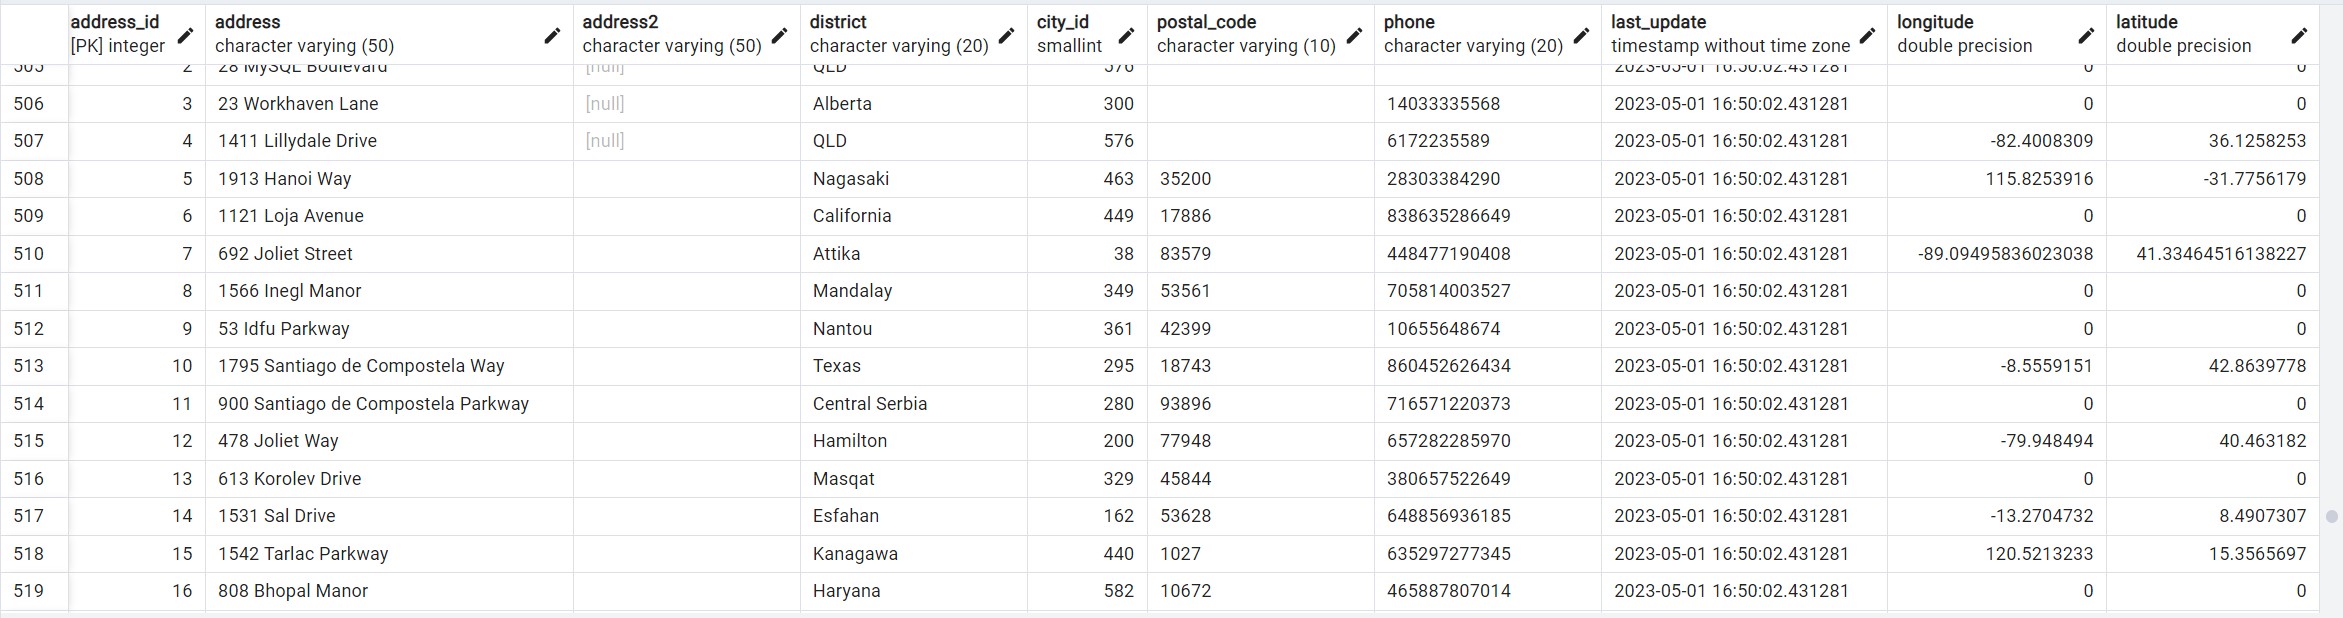 address_id address address2 district city_id postal_code phone last_update longitude latitude
[PK] integer character varying (50) character varying (50) character varying (20) smallint character varying (10) character varying (20) timestamp without time zone double precision double precision
505 2 28 MySQL Boulevard [null] QLD 576 2023-05-01 16:50:02.431281 0 0
506 3 23 Workhaven Lane [null] Alberta 300 14033335568 2023-05-01 16:50:02.431281 0 0
507 4 1411 Lillydale Drive [null] QLD 576 6172235589 2023-05-01 16:50:02.431281 -82.4008309 36.1258253
508 5 1913 Hanoi Way Nagasaki 463 35200 28303384290 2023-05-01 16:50:02.431281 115.8253916 -31.7756179
509 6 1121 Loja Avenue California 449 17886 838635286649 2023-05-01 16:50:02.431281 0 0
510 7 692 Joliet Street Attika 38 83579 448477190408 2023-05-01 16:50:02.431281 -89.09495836023038 41.33464516138227
511 8 1566 Inegl Manor Mandalay 349 53561 705814003527 2023-05-01 16:50:02.431281 0 0
512 9 53 Idfu Parkway Nantou 361 42399 10655648674 2023-05-01 16:50:02.431281 0 0
513 10 1795 Santiago de Compostela Way Texas 295 18743 860452626434 2023-05-01 16:50:02.431281 -8.5559151 42.8639778
514 11 900 Santiago de Compostela Parkway Central Serbia 280 93896 716571220373 2023-05-01 16:50:02.431281 0 0
515 12 478 Joliet Way Hamilton 200 77948 657282285970 2023-05-01 16:50:02.431281 -79.948494 40.463182
516 13 613 Korolev Drive Masqat 329 45844 380657522649 2023-05-01 16:50:02.431281 0 0
517 14 1531 Sal Drive Esfahan 162 53628 648856936185 2023-05-01 16:50:02.431281 -13.2704732 8.4907307
518 15 1542 Tarlac Parkway Kanagawa 440 1027 635297277345 2023-05-01 16:50:02.431281 120.5213233 15.3565697
519 16 808 Bhopal Manor Haryana 582 10672 465887807014 2023-05-01 16:50:02.431281 0 0